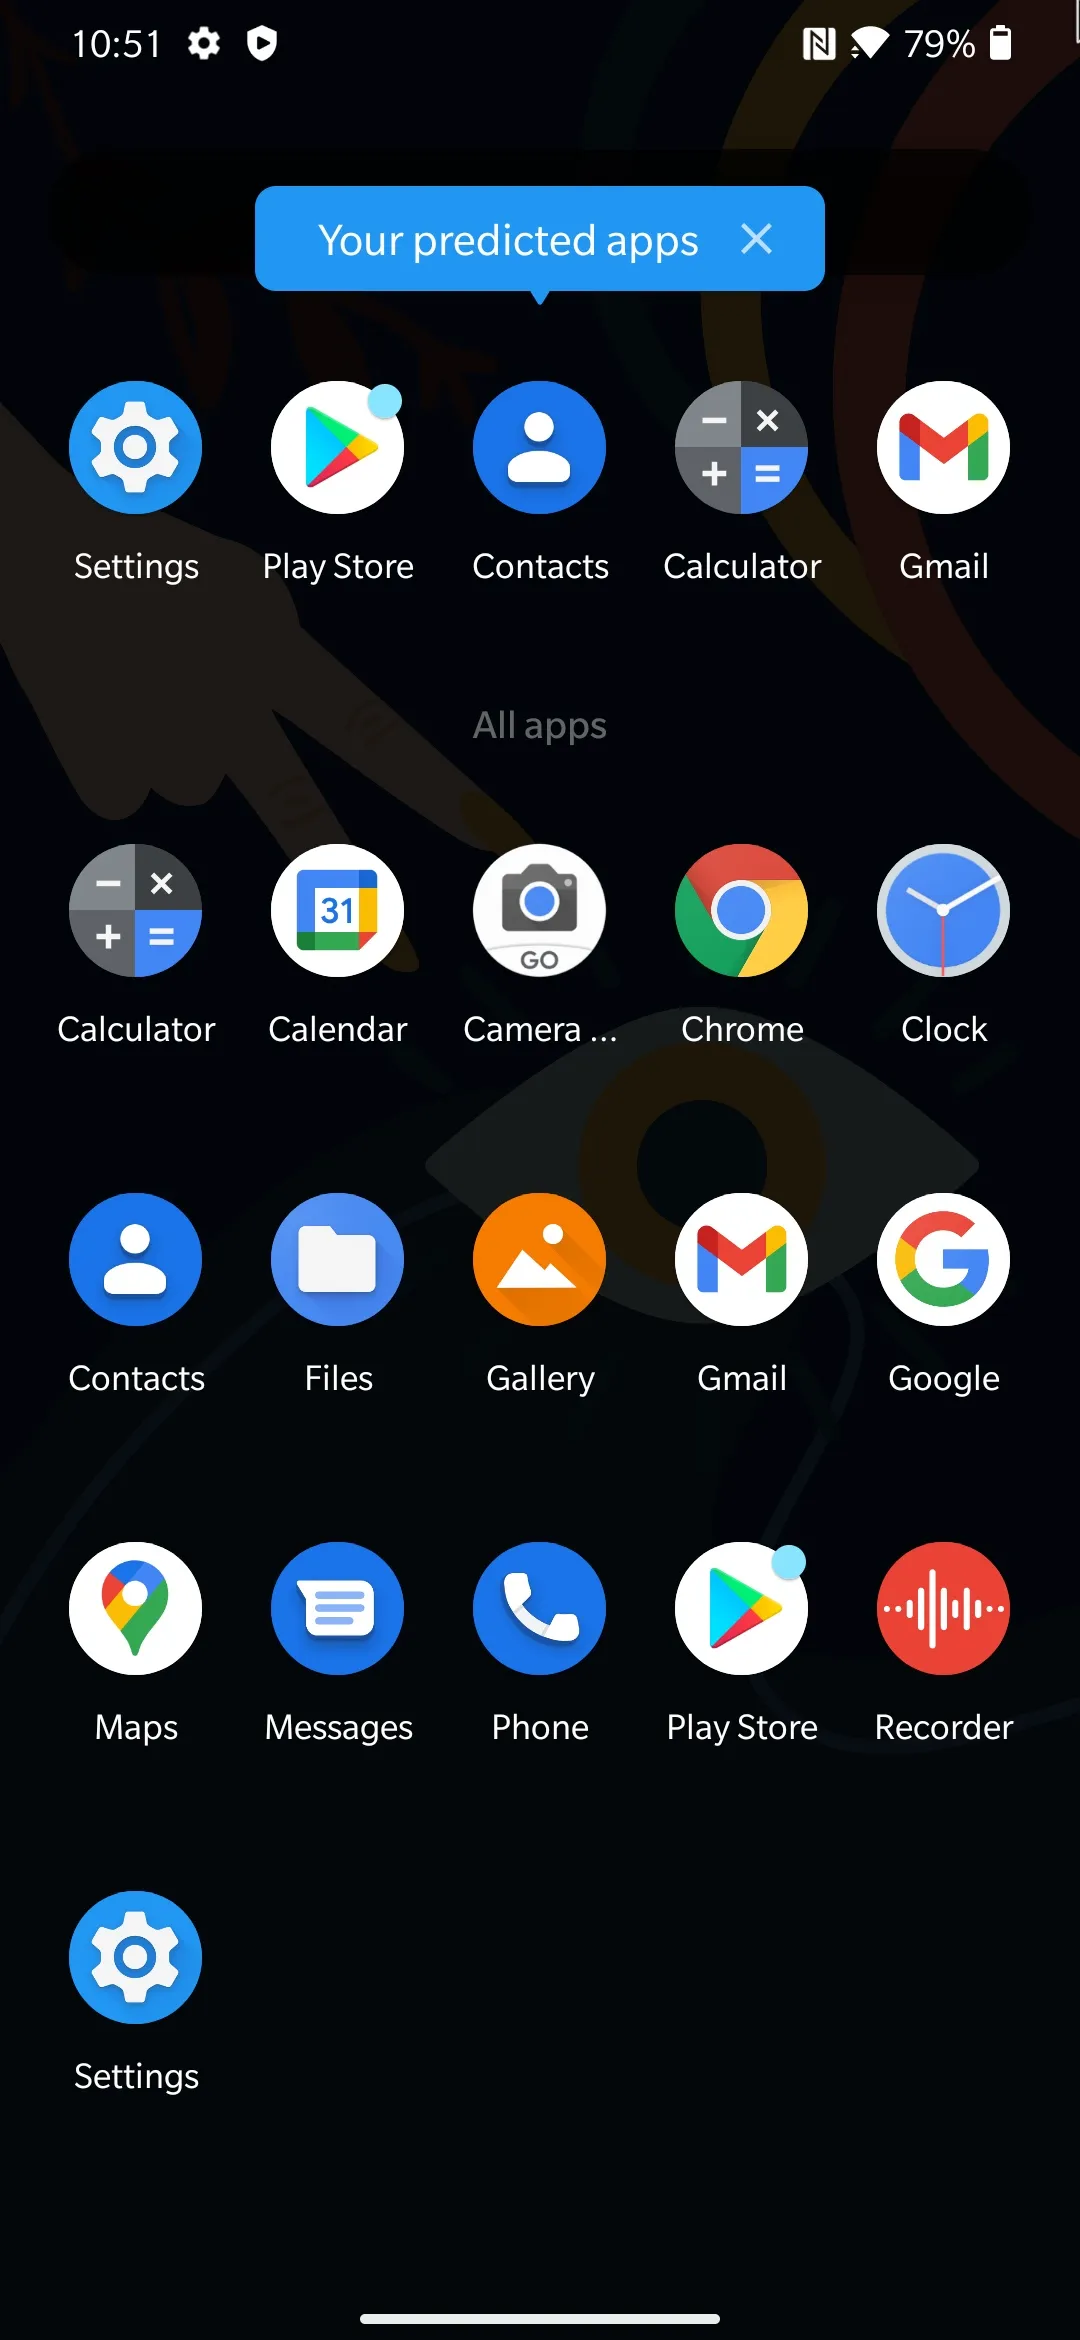 10:51 79%
Your predicted apps
Settings Play Store Contacts Calculator Gmail
All apps
31 GO
Calculator Calendar Camera ... Chrome Clock
Contacts Files Gallery Gmail Google
Maps Messages Phone Play Store Recorder
Settings